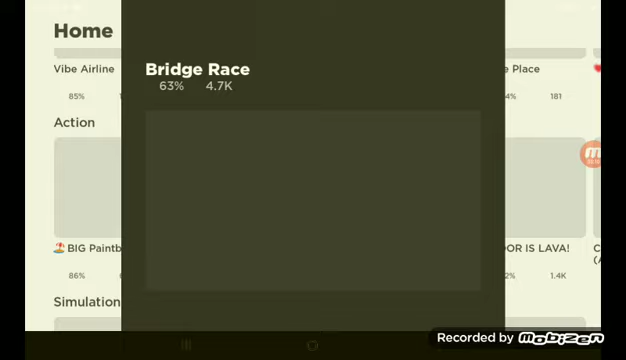 Home
Vibe Airline
85%
Bridge Race
63% 4.7K
e Place
4% 181
Action
BIG Paintb
86%
OOR IS LAVA!
2% 1.4K
C
(A
Simulation
Recorded by mobizen